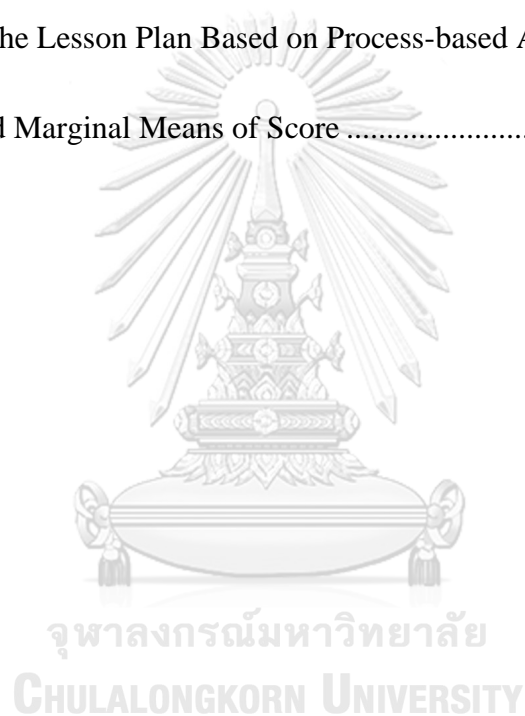 he Lesson Plan Based on Process-based A
d Marginal Means of Score ......................
จุฬาลงกรณ์มหาวิทยาลัย
CHULALONGKORN UNIVERSITY